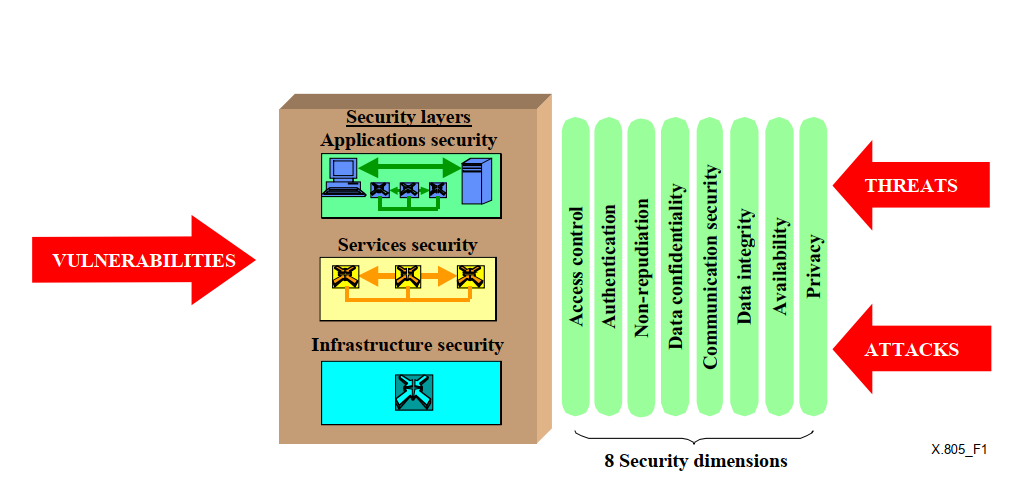 Security layers
Applications security
Services security
Infrastructure security
VULNERABILITIES
Access control
Authentication
Non-repudiation
Data confidentiality
Communication security
Data integrity
Availability
Privacy
THREATS
ATTACKS
8 Security dimensions
X.805_F1